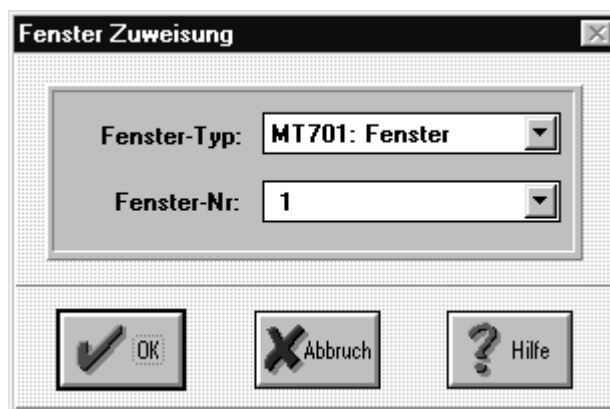 Fenster Zuweisung
Fenster-Typ: MT701: Fenster
Fenster-Nr: 1
OK Abbruch Hilfe